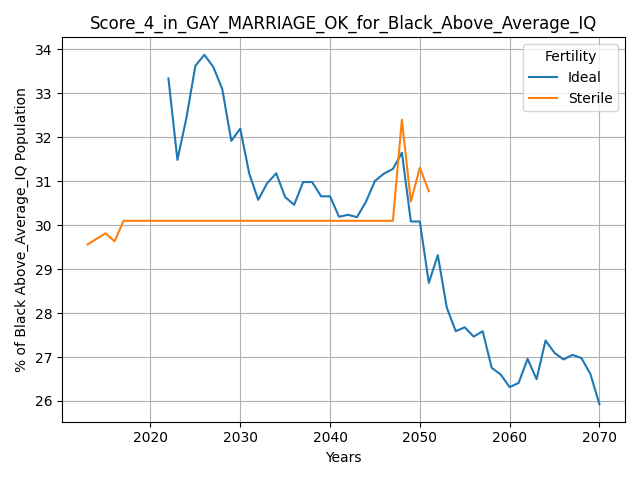 Score_4_in_GAY_MARRIAGE_OK_for_Black_Above_Average_IQ
% of Black Above_Average_IQ Population
34
33
32
31
30
29
28
27
26
Fertility
Ideal
Sterile
2020 2030 2040 2050 2060 2070
Years